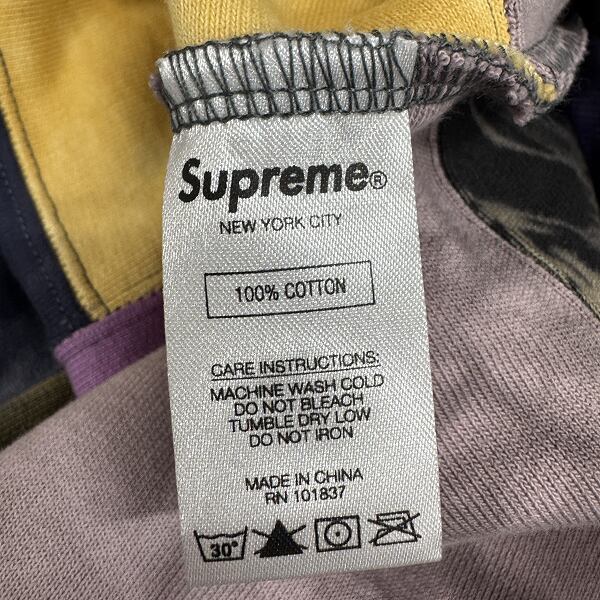 Supreme®
NEW YORK CITY
100% COTTON
CARE INSTRUCTIONS:
MACHINE WASH COLD
DO NOT BLEACH
TUMBLE DRY LOW
DO NOT IRON
MADE IN CHINA
RN 101837
30°